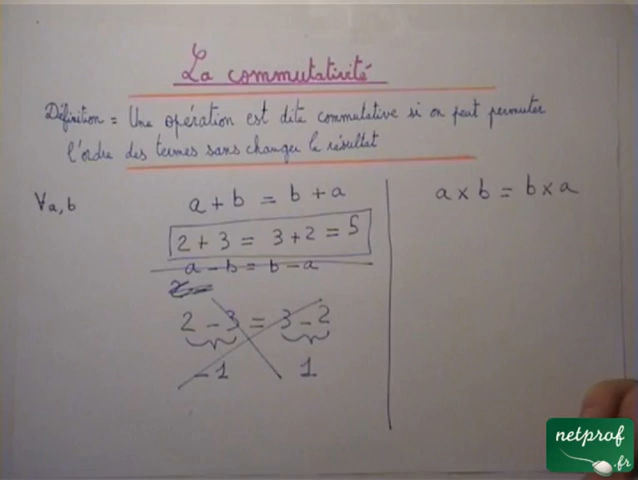 La commutativité
Définition = Une opération est dite commutative si on peut permuter
l'ordre des termes sans changer le résultat
∀a, b
a + b = b + a
2 + 3 = 3 + 2 = 5
a - b = b - a
2 - 3 = 3 - 2
-1 1
a x b = b x a
netprof
.fr